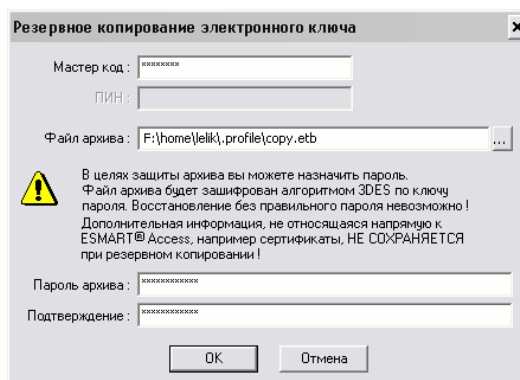 Резервное копирование электронного ключа
Мастер код : ********
ПИН :
Файл архива : F:\home\lelik\.profile\copy.etb ...
В целях защиты архива вы можете назначить пароль.
Файл архива будет зашифрован алгоритмом 3DES по ключу
пароля. Восстановление без правильного пароля невозможно !
Дополнительная информация, не относящаяся напрямую к
ESMART® Access, например сертификаты, НЕ СОХРАНЯЕТСЯ
при резервном копировании !
Пароль архива : ************
Подтверждение : ************
OK Отмена